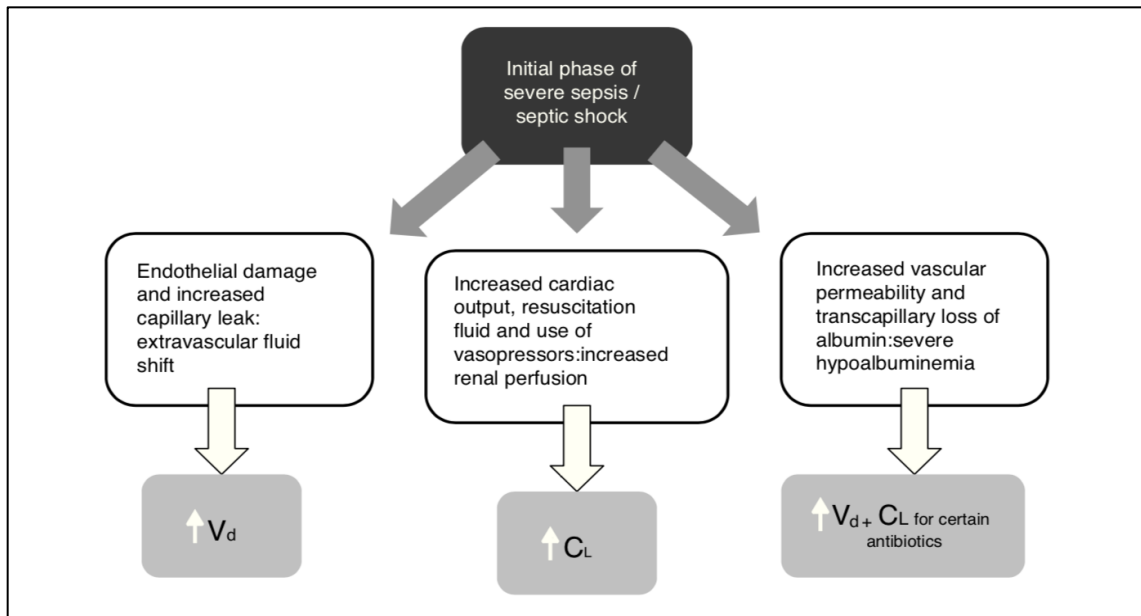 Initial phase of
severe sepsis /
septic shock
Endothelial damage
and increased
capillary leak:
extravascular fluid
shift
Increased cardiac
output, resuscitation
fluid and use of
vasopressors:increased
renal perfusion
Increased vascular
permeability and
transcapillary loss of
albumin:severe
hypoalbuminemia
↑ Vd
↑ CL
↑ Vd + CL for certain
antibiotics